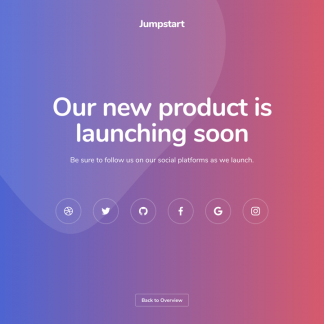 Jumpstart
Our new product is
launching soon
Be sure to follow us on our social platforms as we launch.
Back to Overview